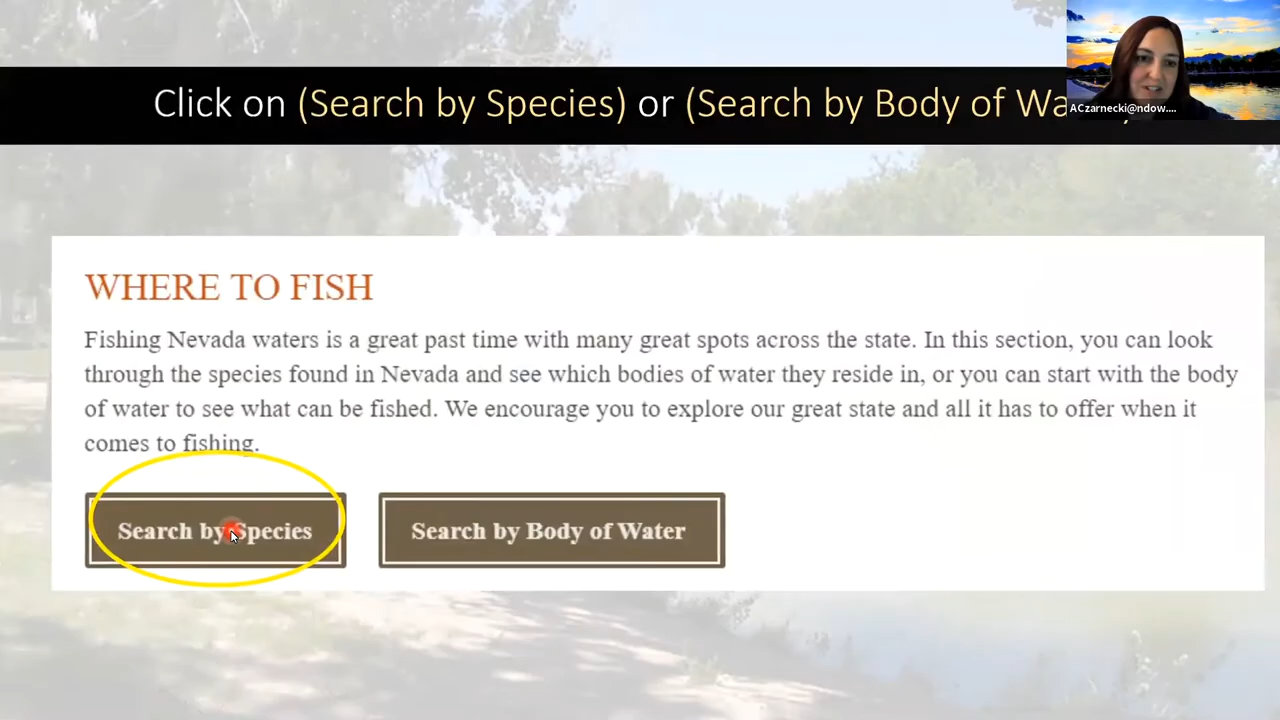 Click on (Search by Species) or (Search by Body of Wa
ACzarnecki@ndow....
WHERE TO FISH
Fishing Nevada waters is a great past time with many great spots across the state. In this section, you can look
through the species found in Nevada and see which bodies of water they reside in, or you can start with the body
of water to see what can be fished. We encourage you to explore our great state and all it has to offer when it
comes to fishing.
Search by Species
Search by Body of Water